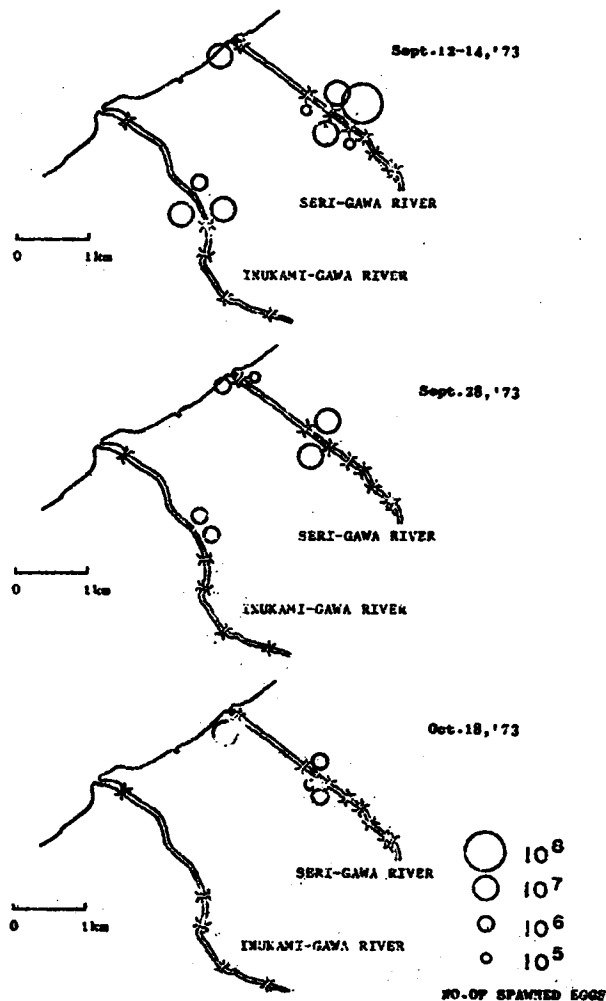 Sept.12-14,'73
SERI-GAWA RIVER
0 1km
INUKAMI-GAWA RIVER
Sept.28,'73
SERI-GAWA RIVER
0 1km
INUKAMI-GAWA RIVER
Oct.18,'73
0 1km
SERI-GAWA RIVER
INUKAMI-GAWA RIVER
10⁸
10⁷
10⁶
10⁵
NO.OF SPAWNED EGGS